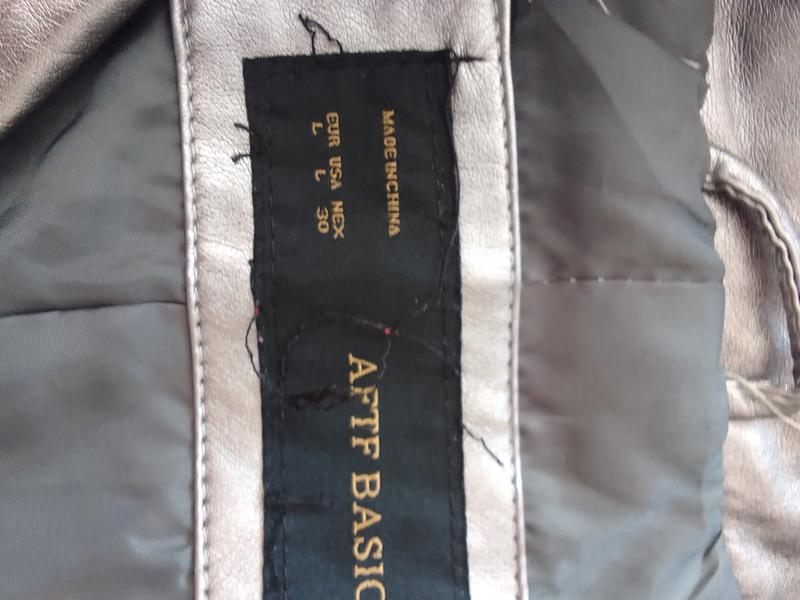 MADE IN CHINA
EUR USA MEX
L L 30
AFTF BASIC